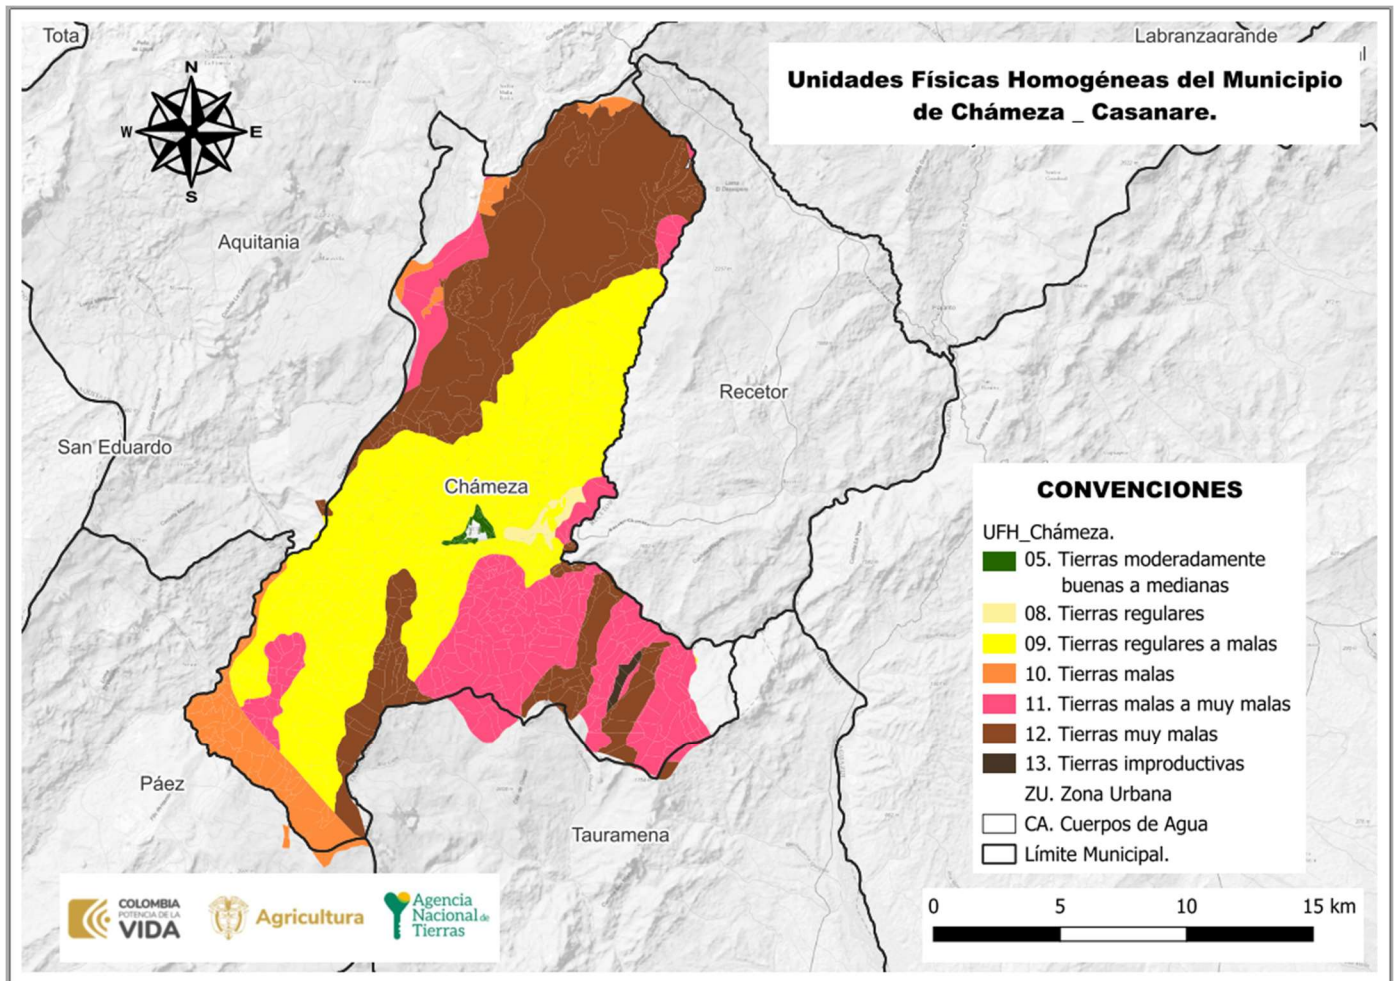 Tota
Labranzagrande
Unidades Físicas Homogéneas del Municipio
de Chámeza _ Casanare.
N
W
E
S
Aquitania
Recetor
San Eduardo
Chámeza
Páez
Tauramena
CONVENCIONES
UFH_Chámeza.
05. Tierras moderadamente
buenas a medianas
08. Tierras regulares
09. Tierras regulares a malas
10. Tierras malas
11. Tierras malas a muy malas
12. Tierras muy malas
13. Tierras improductivas
ZU. Zona Urbana
CA. Cuerpos de Agua
Límite Municipal.
COLOMBIA
POTENCIA DE LA
VIDA
Agricultura
Agencia
Nacional de
Tierras
0 5 10 15 km